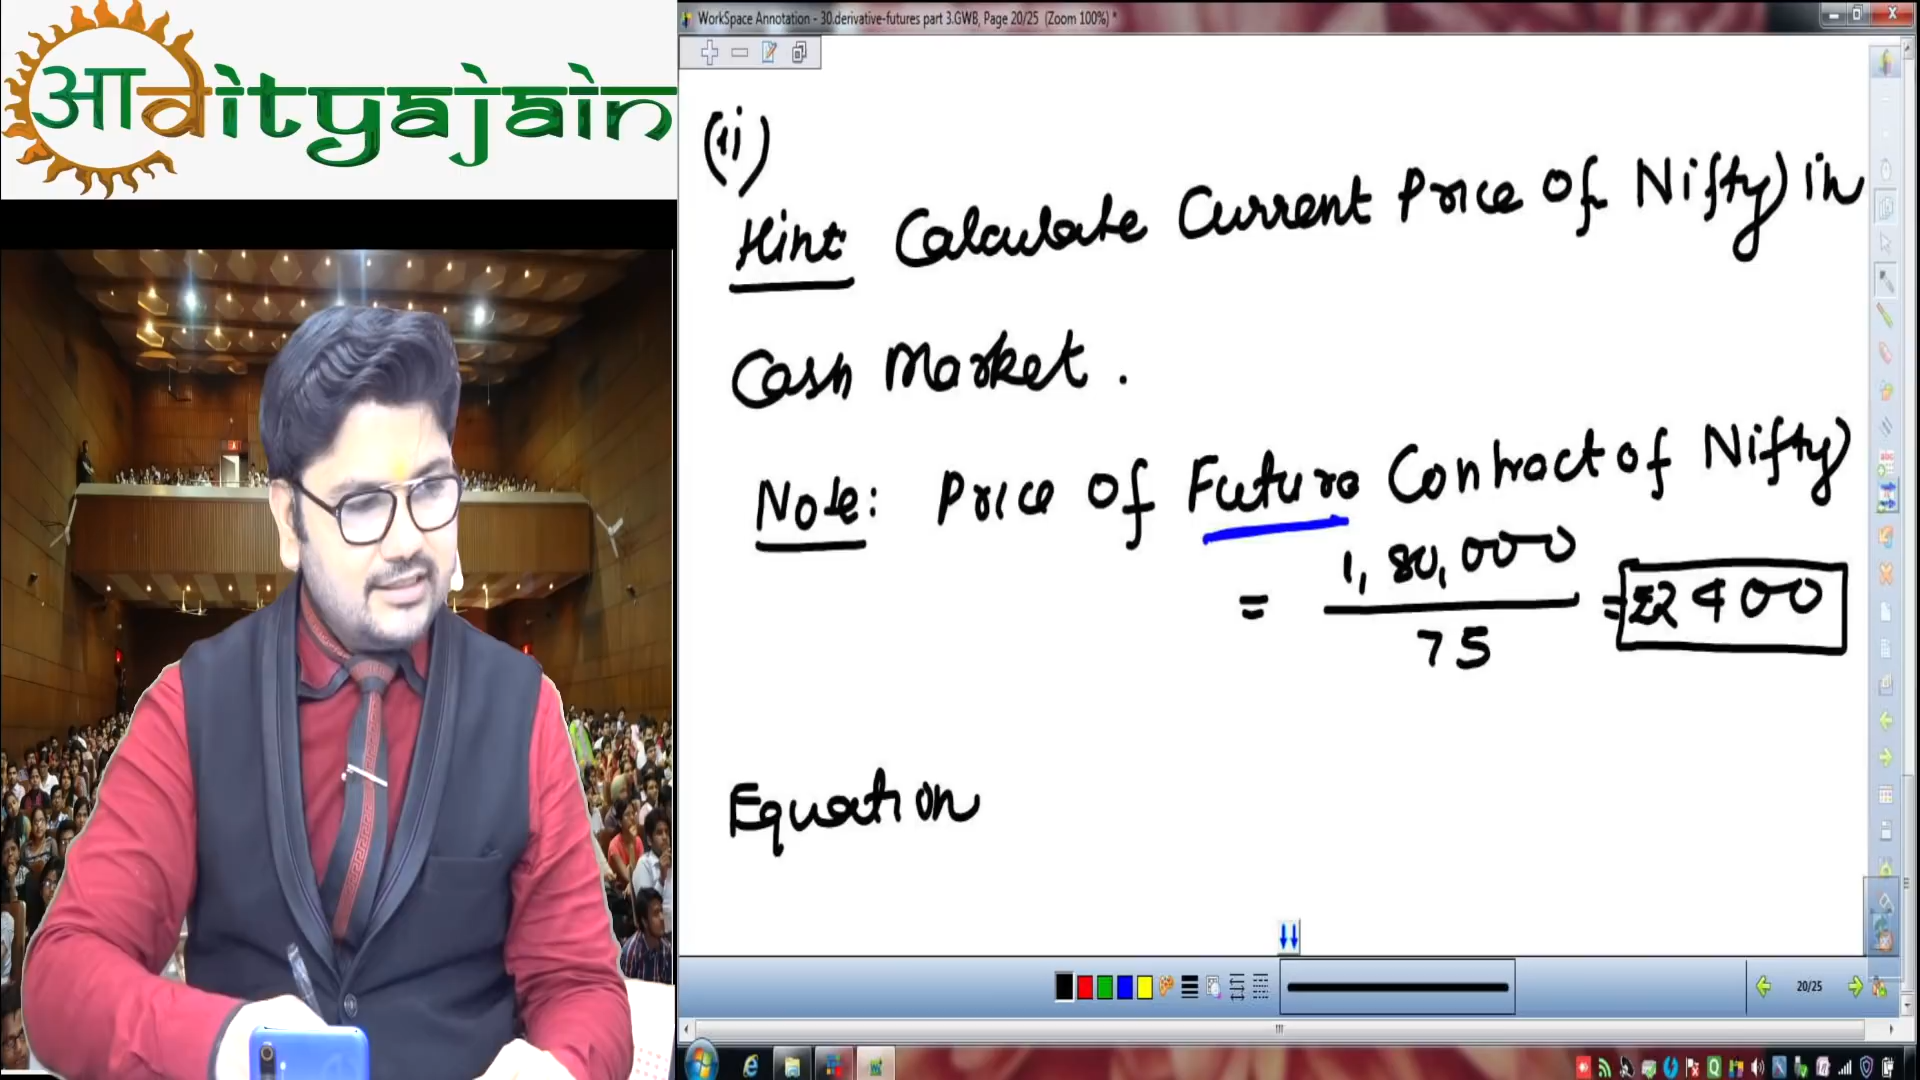 आdityajain
WorkSpace Annotation - 30.derivative-futures part 3.GWB, Page 20/25 (Zoom 100%) *
(ii)
Hint Calculate Current Price Of Nifty in
Cash Market.
Note: Price Of Future Contract of Nifty
= 1,80,000 / 75 = ₹2400
Equation
20/25